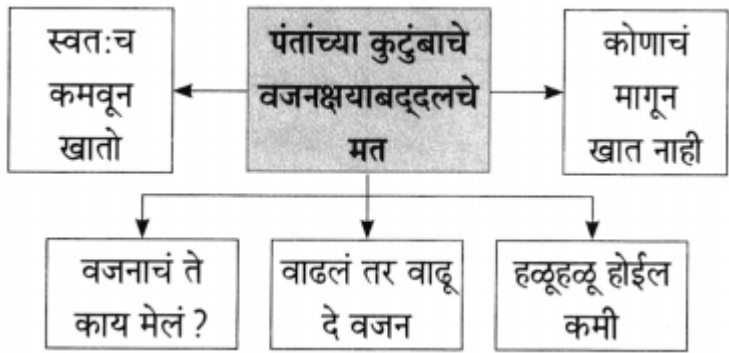 स्वत:च
कमवून
खातो
पंतांच्या कुटुंबाचे
वजनक्षयाबद्‌दलचे
मत
कोणाचं
मागून
खात नाही
वजनाचं ते
काय मेलं ?
वाढलं तर वाढू
दे वजन
हळूहळू होईल
कमी